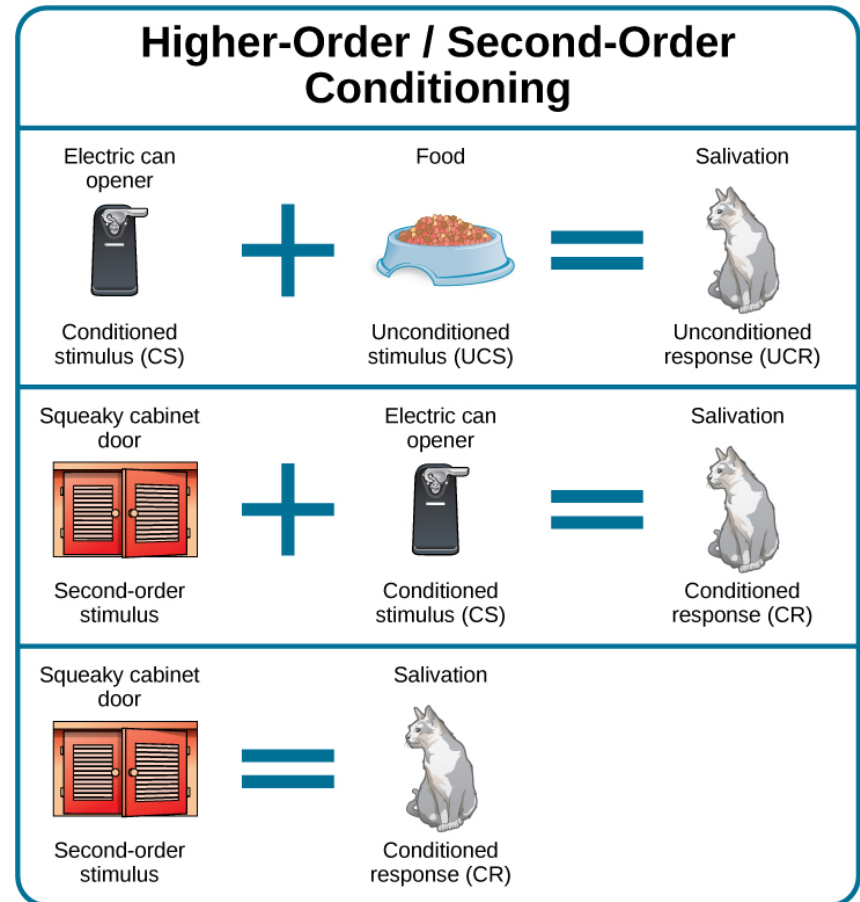 Higher-Order / Second-Order
Conditioning
Electric can
opener
Food
Salivation
Conditioned
stimulus (CS)
Unconditioned
stimulus (UCS)
Unconditioned
response (UCR)
Squeaky cabinet
door
Electric can
opener
Salivation
Second-order
stimulus
Conditioned
stimulus (CS)
Conditioned
response (CR)
Squeaky cabinet
door
Salivation
Second-order
stimulus
Conditioned
response (CR)